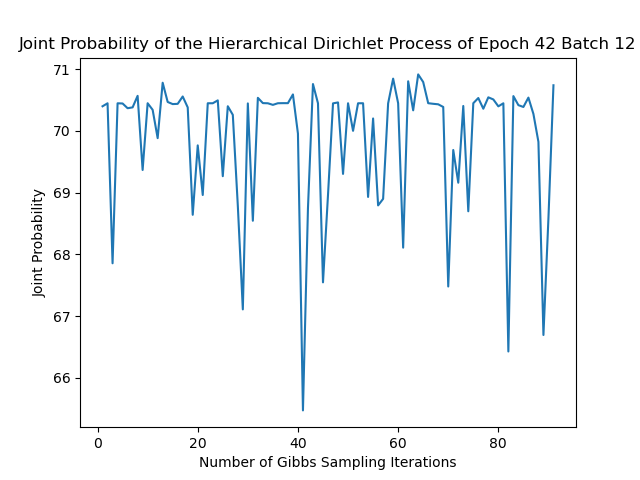 Joint Probability of the Hierarchical Dirichlet Process of Epoch 42 Batch 12
71
70
69
68
67
66
Joint Probability
0 20 40 60 80
Number of Gibbs Sampling Iterations